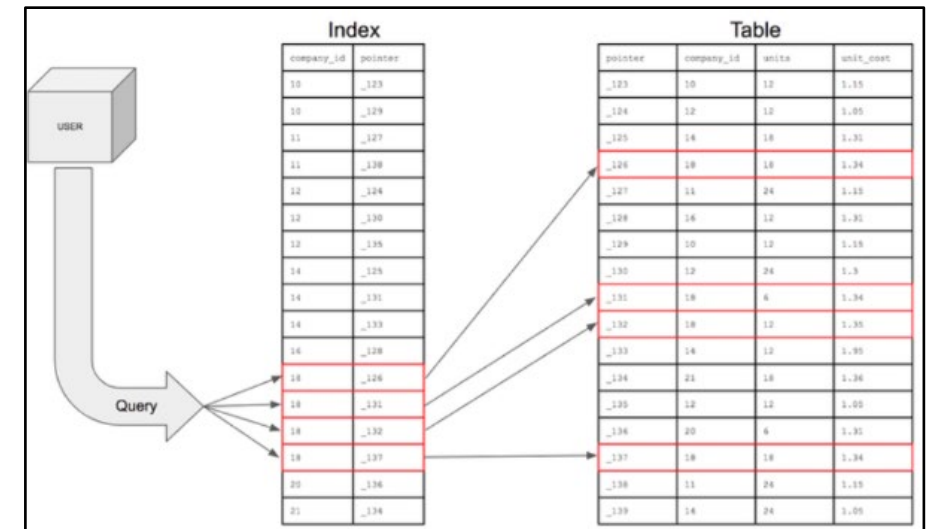 USER
Query
Index
company_id pointer
10 _123
10 _129
11 _127
11 _138
12 _124
12 _130
12 _135
14 _125
14 _131
14 _133
16 _128
18 _126
18 _131
18 _132
18 _137
20 _136
21 _134
Table
pointer company_id units unit_cost
_123 10 12 1.15
_124 12 12 1.05
_125 14 18 1.31
_126 18 18 1.34
_127 11 24 1.15
_128 16 12 1.31
_129 10 12 1.15
_130 12 24 1.3
_131 18 6 1.34
_132 18 12 1.35
_133 14 12 1.95
_134 21 18 1.36
_135 12 12 1.05
_136 20 6 1.31
_137 18 18 1.34
_138 11 24 1.15
_139 14 24 1.05